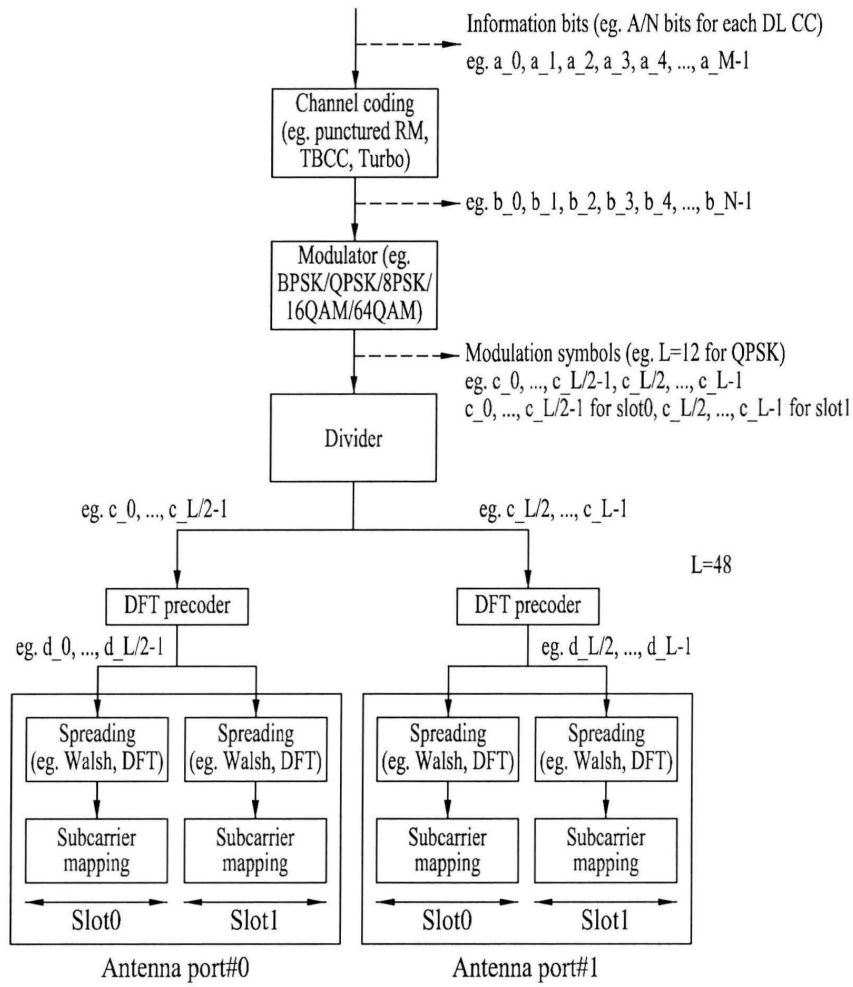 Information bits (eg. A/N bits for each DL CC)
eg. a_0, a_1, a_2, a_3, a_4, ..., a_M-1
Channel coding
(eg. punctured RM,
TBCC, Turbo)
eg. b_0, b_1, b_2, b_3, b_4, ..., b_N-1
Modulator (eg.
BPSK/QPSK/8PSK/
16QAM/64QAM)
Modulation symbols (eg. L=12 for QPSK)
eg. c_0, ..., c_L/2-1, c_L/2, ..., c_L-1
c_0, ..., c_L/2-1 for slot0, c_L/2, ..., c_L-1 for slot1
Divider
eg. c_0, ..., c_L/2-1
eg. c_L/2, ..., c_L-1
L=48
DFT precoder
DFT precoder
eg. d_0, ..., d_L/2-1
eg. d_L/2, ..., d_L-1
Spreading
(eg. Walsh, DFT)
Spreading
(eg. Walsh, DFT)
Spreading
(eg. Walsh, DFT)
Spreading
(eg. Walsh, DFT)
Subcarrier
mapping
Subcarrier
mapping
Subcarrier
mapping
Subcarrier
mapping
Slot0
Slot1
Slot0
Slot1
Antenna port#0
Antenna port#1